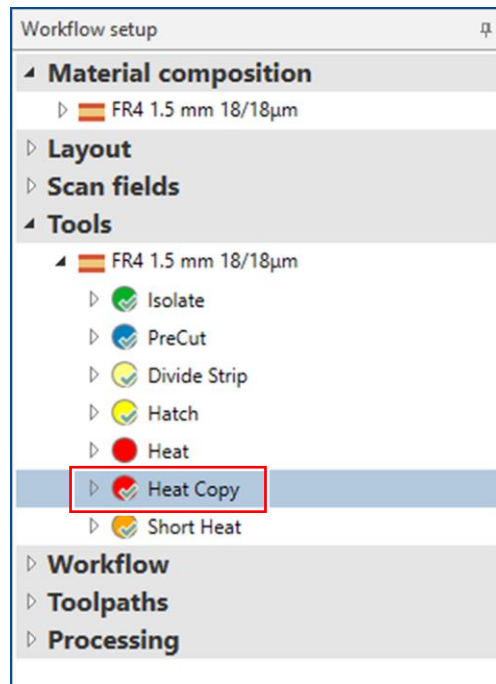 Workflow setup
Material composition
FR4 1.5 mm 18/18µm
Layout
Scan fields
Tools
FR4 1.5 mm 18/18µm
Isolate
PreCut
Divide Strip
Hatch
Heat
Heat Copy
Short Heat
Workflow
Toolpaths
Processing